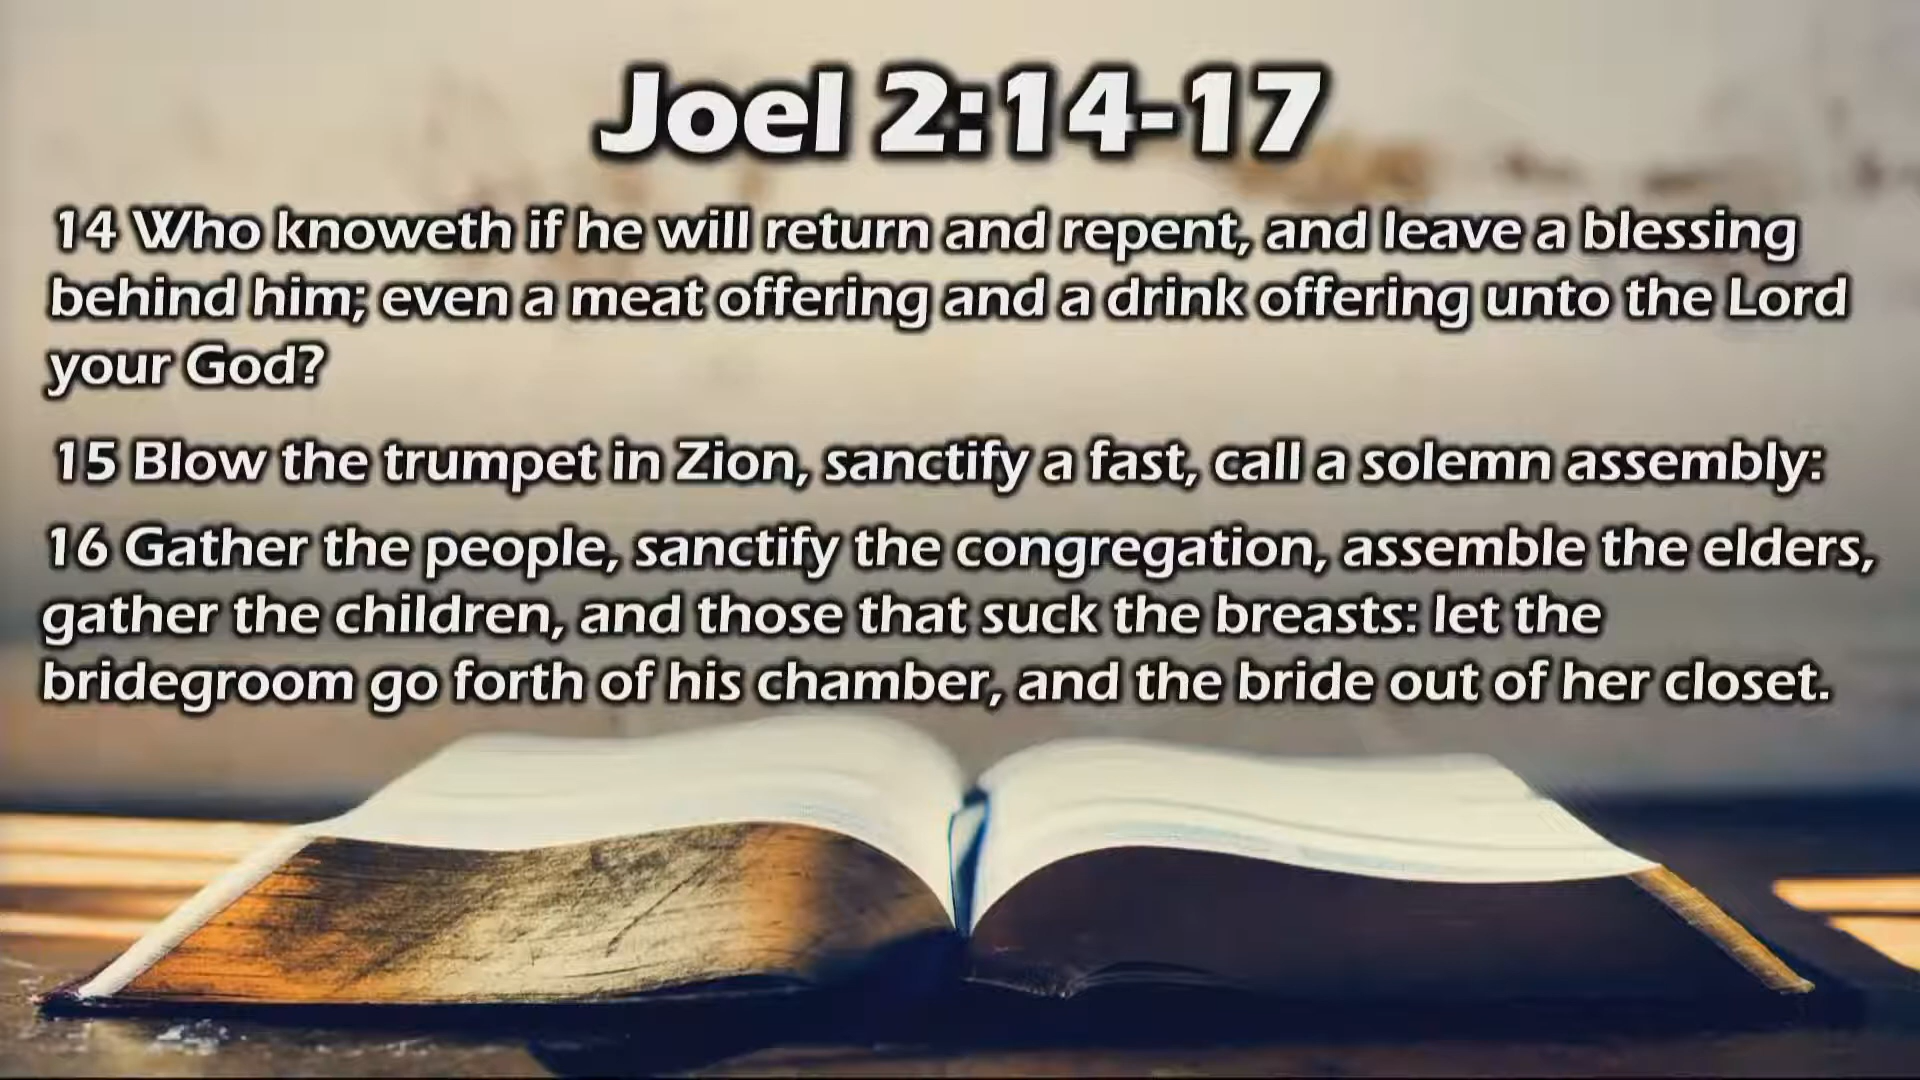 Joel 2:14-17
14 Who knoweth if he will return and repent, and leave a blessing
behind him; even a meat offering and a drink offering unto the Lord
your God?
15 Blow the trumpet in Zion, sanctify a fast, call a solemn assembly:
16 Gather the people, sanctify the congregation, assemble the elders,
gather the children, and those that suck the breasts: let the
bridegroom go forth of his chamber, and the bride out of her closet.